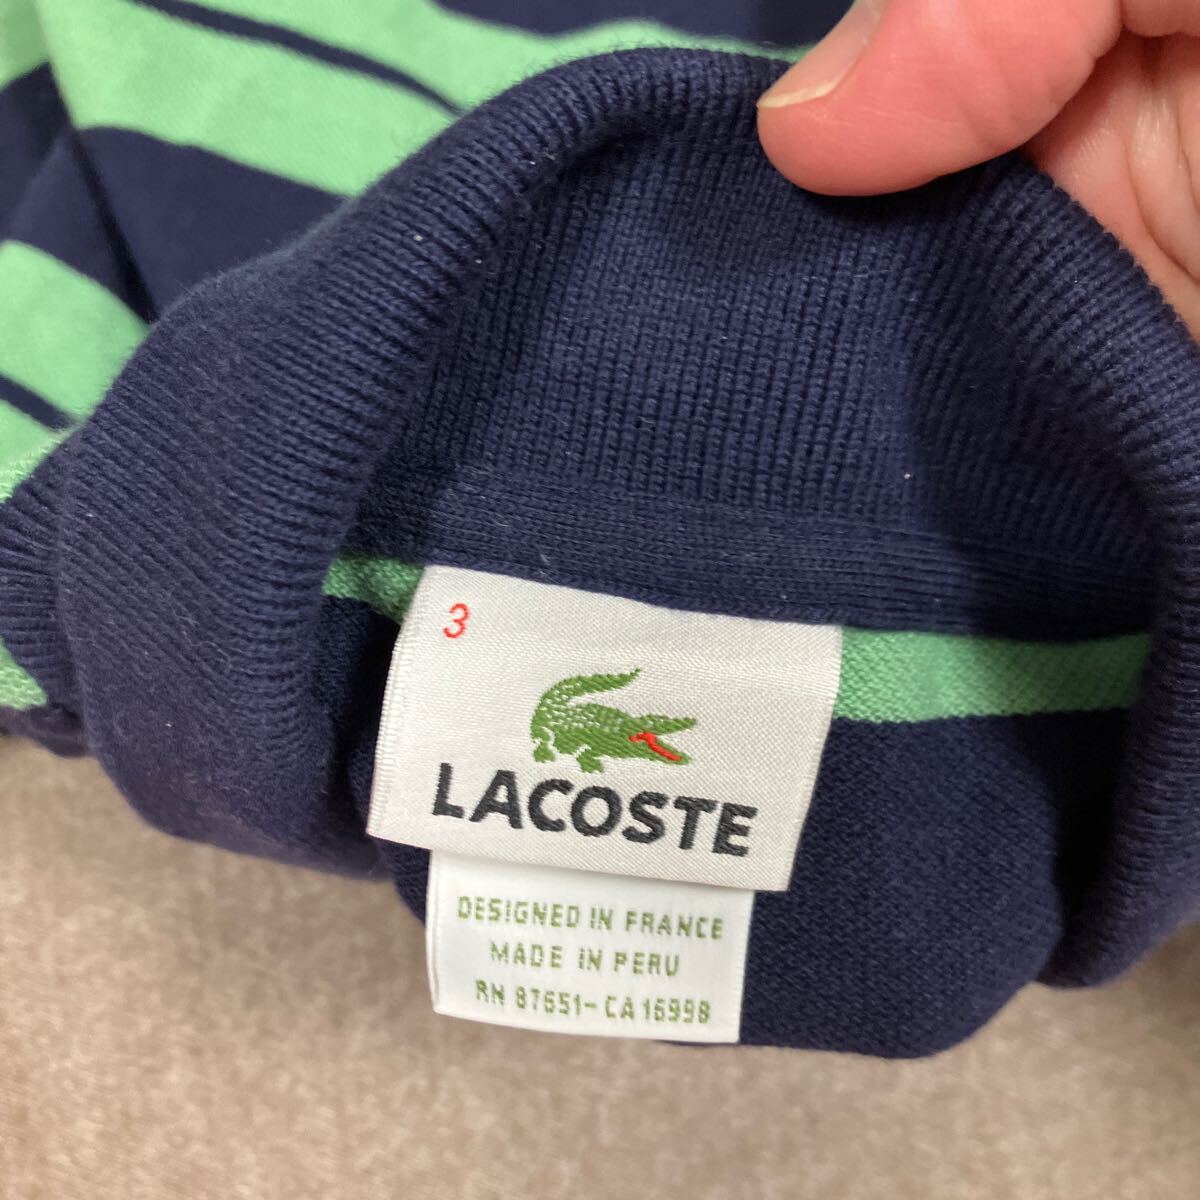 3
LACOSTE
DESIGNED IN FRANCE
MADE IN PERU
RN 87651-CA 16998